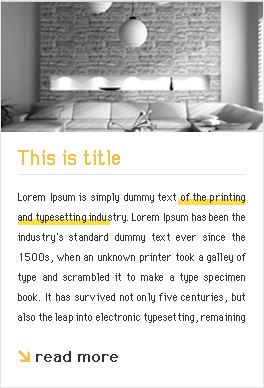 This is title
Lorem Ipsum is simply dummy text of the printing
and typesetting industry. Lorem Ipsum has been the
industry's standard dummy text ever since the
1500s, when an unknown printer took a galley of
type and scrambled it to make a type specimen
book. It has survived not only five centuries, but
also the leap into electronic typesetting, remaining
read more